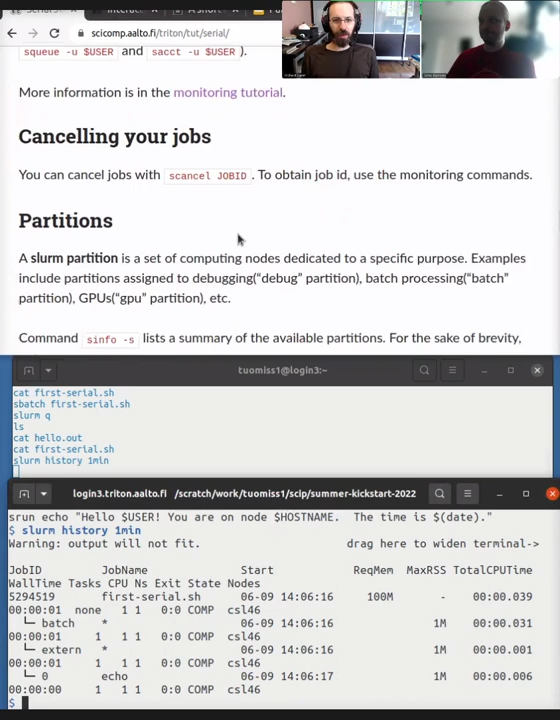 scicomp.aalto.fi/triton/tut/serial/
squeue -u $USER and sacct -u $USER ).
More information is in the monitoring tutorial.
Cancelling your jobs
You can cancel jobs with scancel JOBID . To obtain job id, use the monitoring commands.
Partitions
A slurm partition is a set of computing nodes dedicated to a specific purpose. Examples
include partitions assigned to debugging(“debug” partition), batch processing(“batch”
partition), GPUs(“gpu” partition), etc.
Command sinfo -s lists a summary of the available partitions. For the sake of brevity,
tuomiss1@login3:~
cat first-serial.sh
sbatch first-serial.sh
slurm q
ls
cat hello.out
cat first-serial.sh
slurm history 1min
login3.triton.aalto.fi /scratch/work/tuomiss1/scip/summer-kickstart-2022
srun echo "Hello $USER! You are on node $HOSTNAME. The time is $(date)."
$ slurm history 1min
Warning: output will not fit. drag here to widen terminal->
JobID JobName Start ReqMem MaxRSS TotalCPUTime
WallTime Tasks CPU Ns Exit State Nodes
5294519 first-serial.sh 06-09 14:06:16 100M - 00:00.039
00:00:01 none 1 1 0:0 COMP csl46
└─ batch * 06-09 14:06:16 1M 00:00.031
00:00:01 1 1 1 0:0 COMP csl46
└─ extern * 06-09 14:06:16 1M 00:00.001
00:00:01 1 1 1 0:0 COMP csl46
└─ 0 echo 06-09 14:06:17 1M 00:00.006
00:00:00 1 1 1 0:0 COMP csl46
$